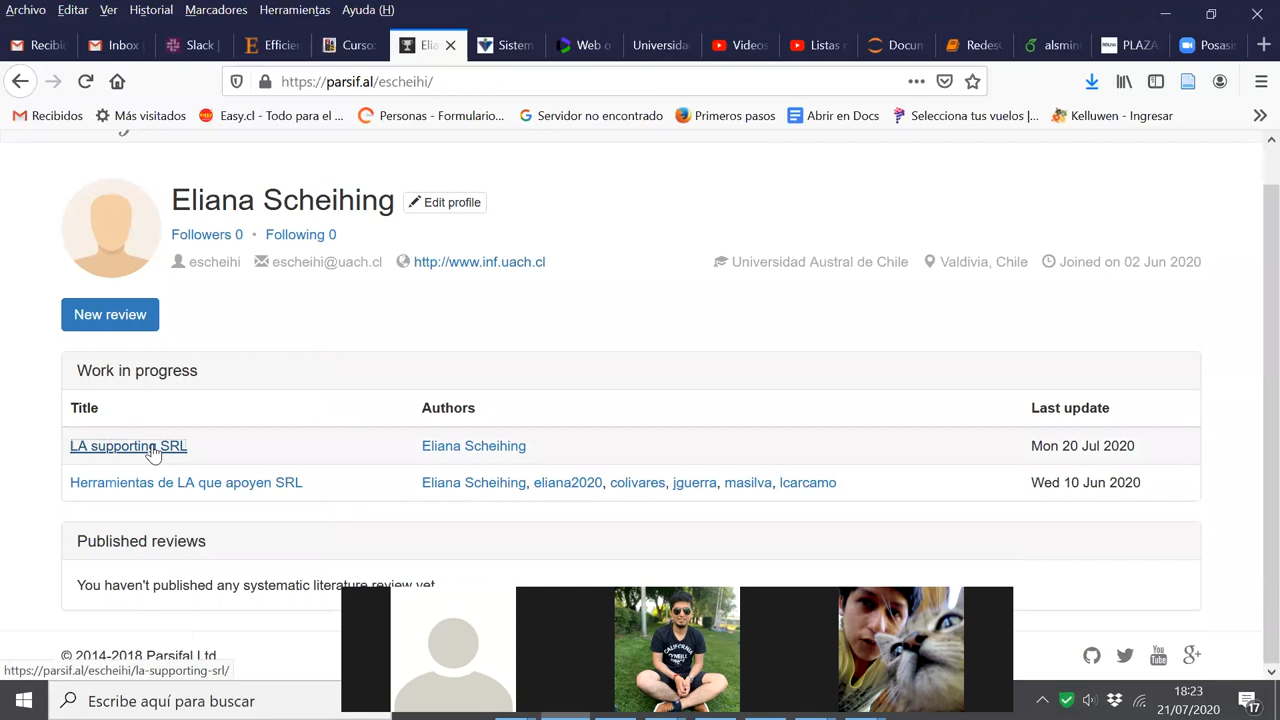 Archivo Editar Ver Historial Marcadores Herramientas Ayuda (H)
Recibid Inbox Slack Efficien Curso: Elia Sistem Web o Universida Videos Listas Docun RedesC alsmin PLAZA Posasi
https://parsif.al/escheihi/
Recibidos Más visitados Easy.cl - Todo para el ... Personas - Formulario... Servidor no encontrado Primeros pasos Abrir en Docs Selecciona tus vuelos |... Kelluwen - Ingresar
Eliana Scheihing Edit profile
Followers 0 • Following 0
escheihi escheihi@uach.cl http://www.inf.uach.cl Universidad Austral de Chile Valdivia, Chile Joined on 02 Jun 2020
New review
Work in progress
Title Authors Last update
LA supporting SRL Eliana Scheihing Mon 20 Jul 2020
Herramientas de LA que apoyen SRL Eliana Scheihing, eliana2020, colivares, jguerra, masilva, lcarcamo Wed 10 Jun 2020
Published reviews
You haven't published any systematic literature review yet
© 2014-2018 Parsifal Ltd
https://parsif.al/escheihi/la-supporting-srl/
CALIFORNIA
O'NEILL
Escribe aquí para buscar
18:23
21/07/2020
17